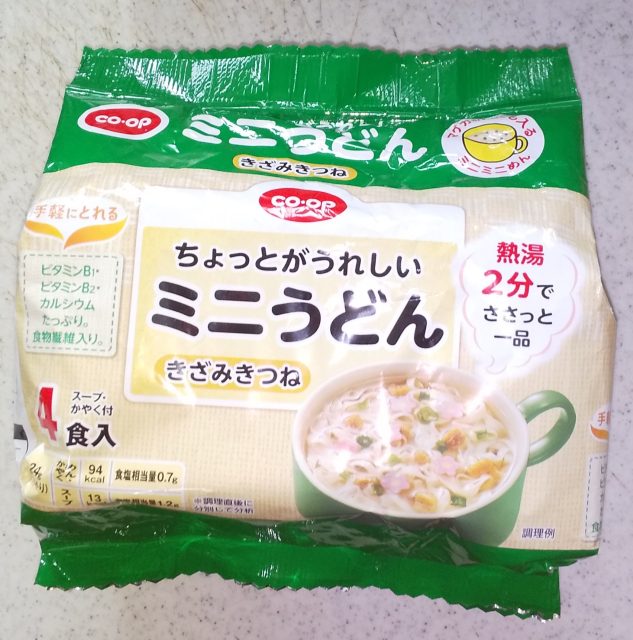 CO・OP
ミニうどん
きざみきつね
ミニミニめん
手軽にとれる
CO・OP
ちょっとがうれしい
ミニうどん
きざみきつね
熱湯
2分で
ささっと
一品
ビタミンB1・
ビタミンB2・
カルシウム
たっぷり。
食物繊維入り。
4食入
スープ・
かやく付
94
kcal
食塩相当量0.7g
スープ
13
1.2g
※調理直後に
分別して分析
調理例